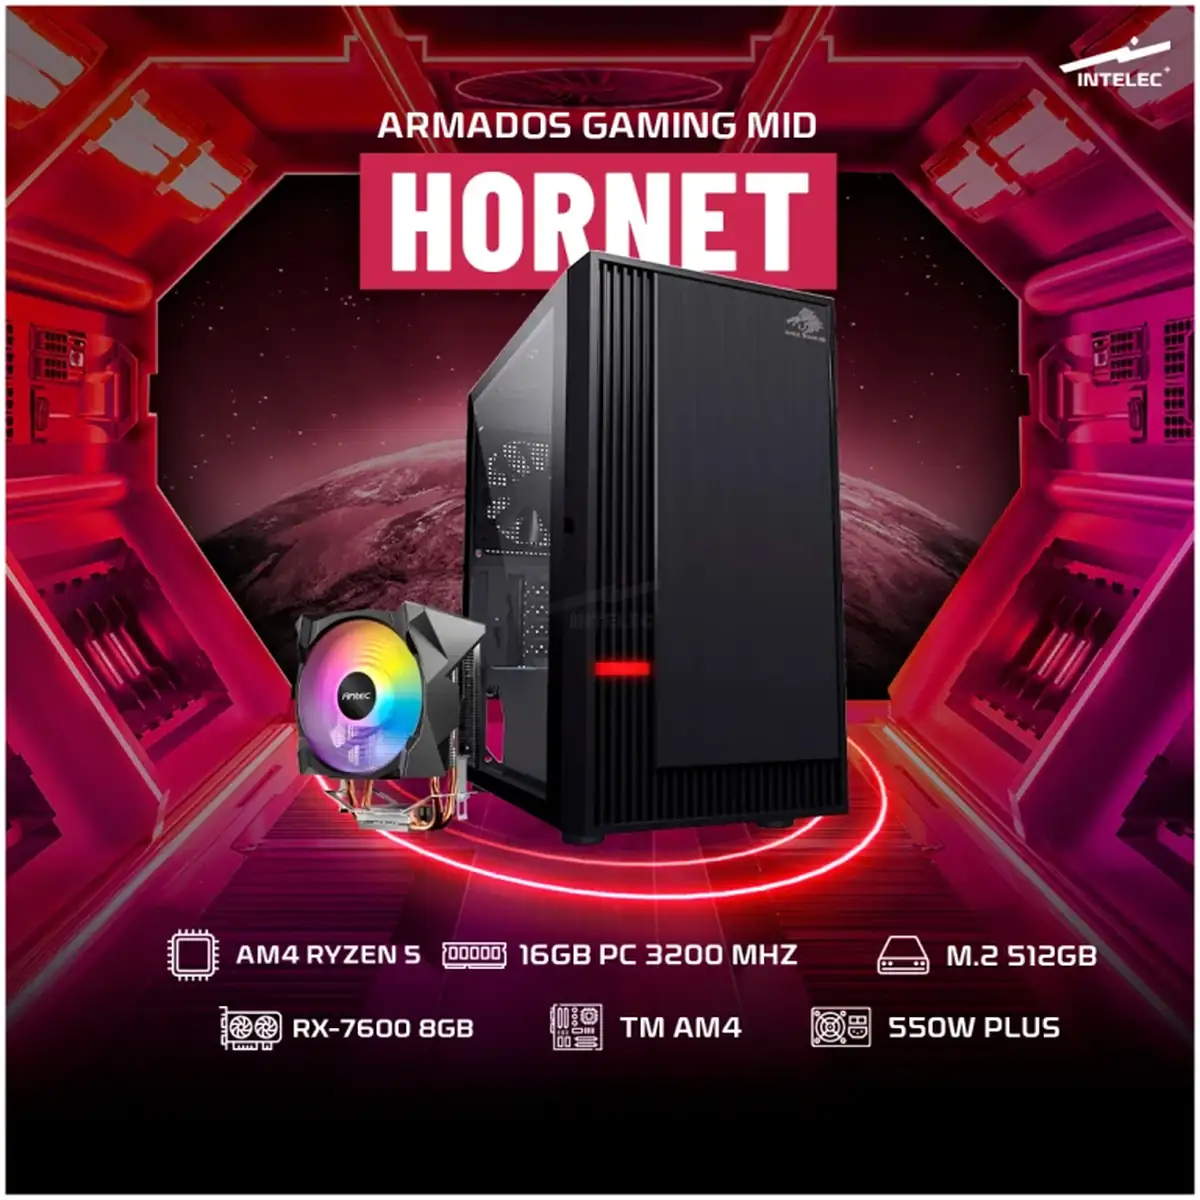 INTELEC
ARMADOS GAMING MID
HORNET
INTELEC
Antec
AM4 RYZEN 5
16GB PC 3200 MHZ
M.2 512GB
RX-7600 8GB
TM AM4
550W PLUS